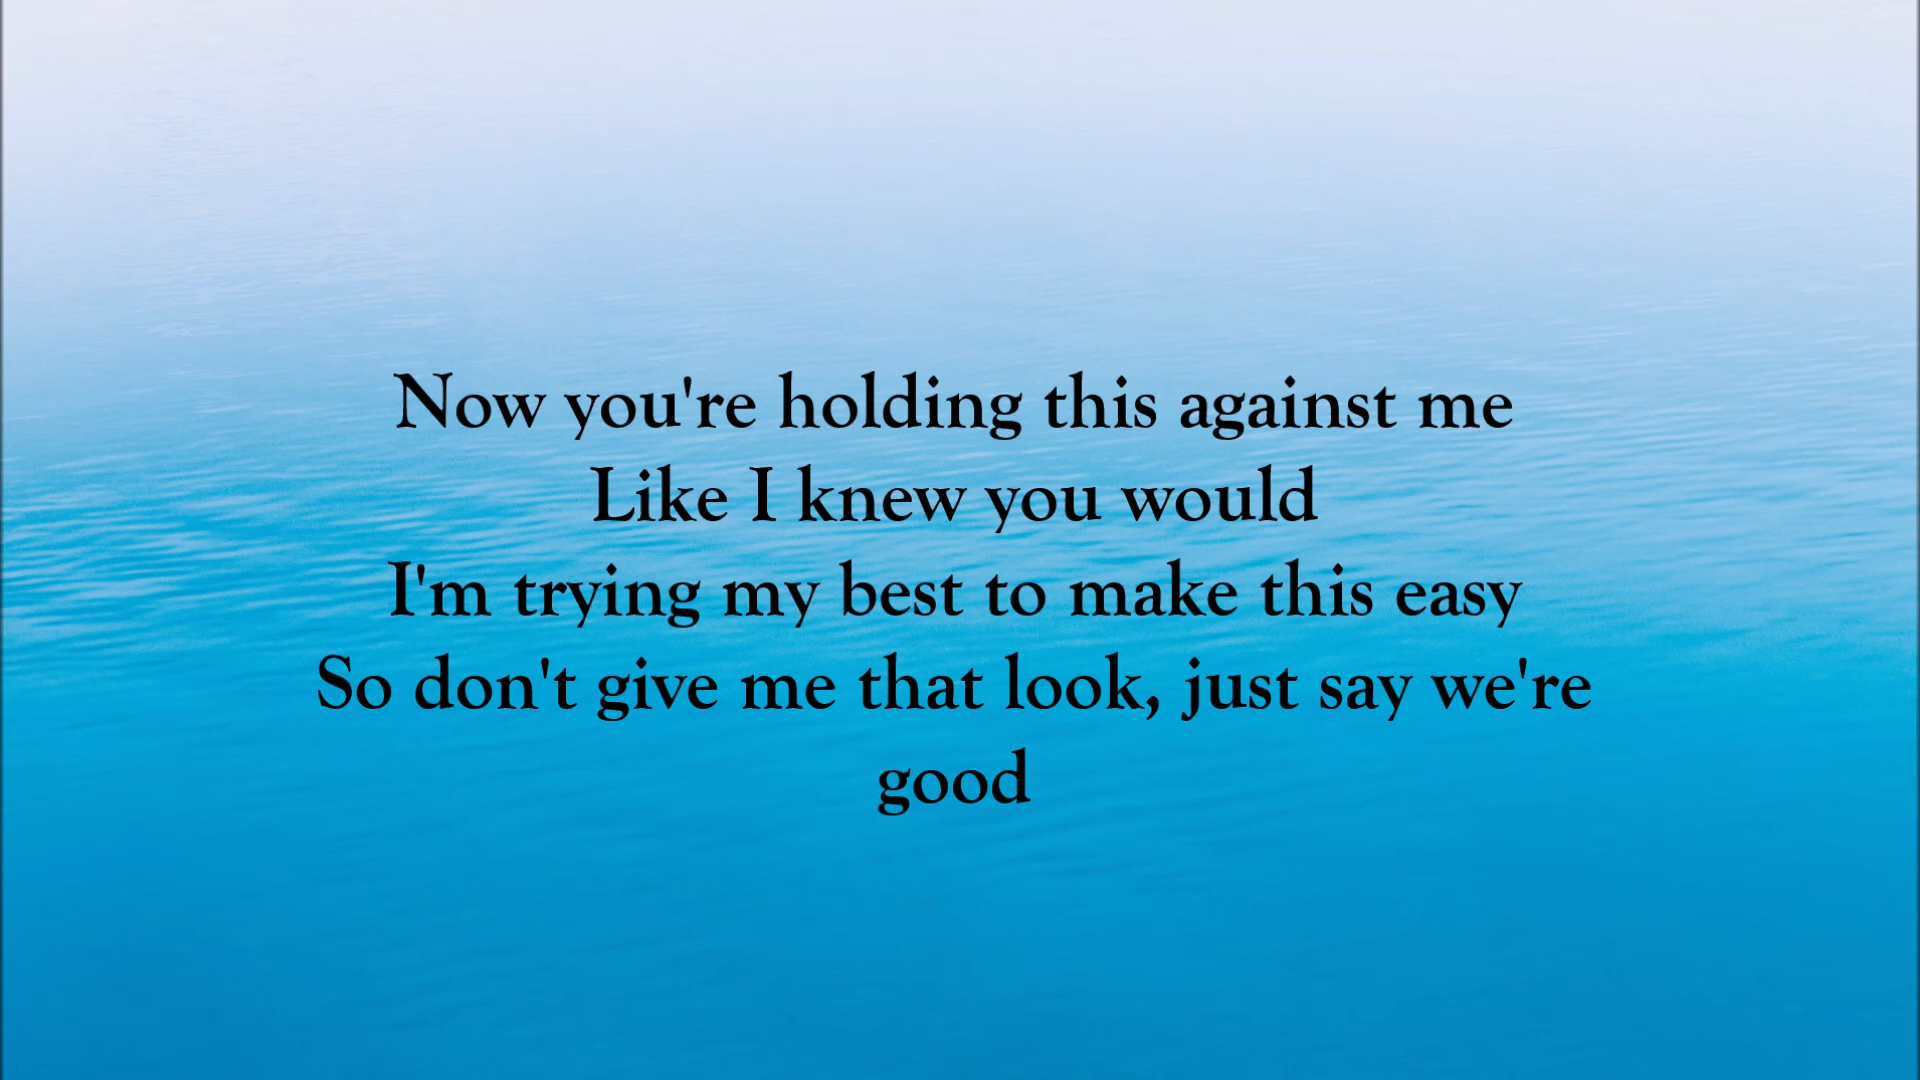 Now you're holding this against me
Like I knew you would
I'm trying my best to make this easy
So don't give me that look, just say we're
good